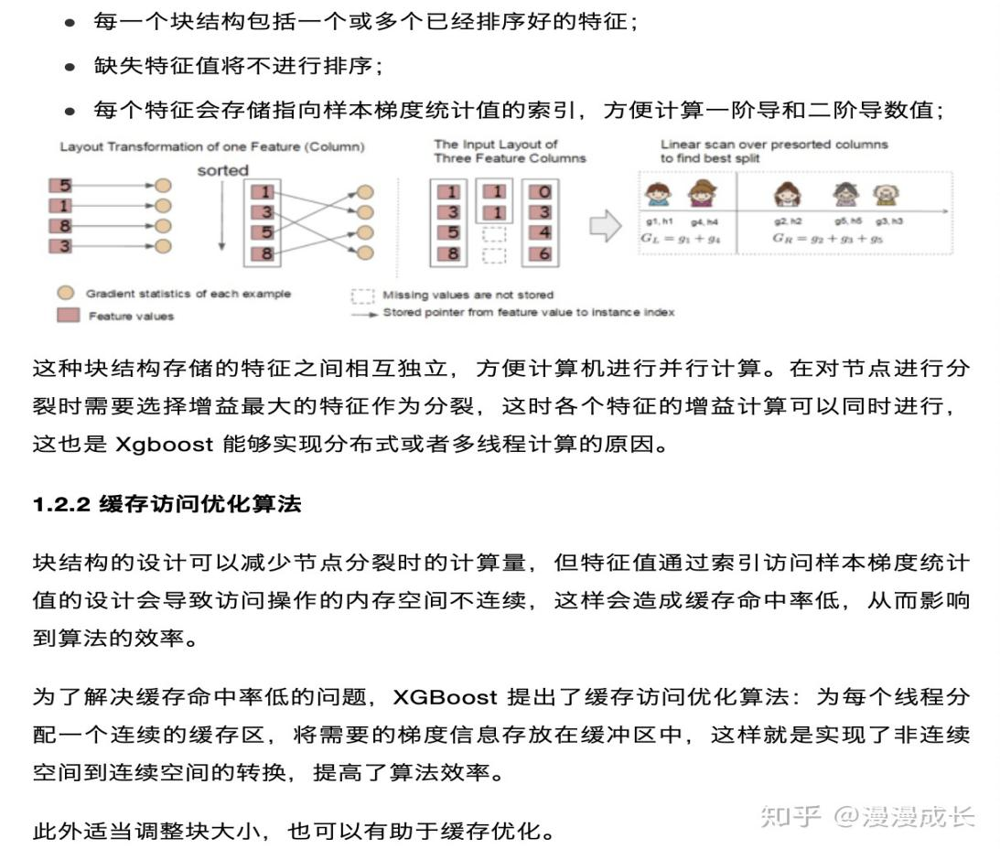 每一个块结构包括一个或多个已经排序好的特征；
缺失特征值将不进行排序；
每个特征会存储指向样本梯度统计值的索引，方便计算一阶导和二阶导数值；
Layout Transformation of one Feature (Column)
sorted
5
1
8
3
1
3
5
8
The Input Layout of
Three Feature Columns
1 1 0
3 1 3
5 4
8 6
Linear scan over presorted columns
to find best split
g1, h1 g4, h4 g2, h2 g5, h5 g3, h3
G_L = g_1 + g_4 G_R = g_2 + g_3 + g_5
Gradient statistics of each example
Feature values
Missing values are not stored
Stored pointer from feature value to instance index
这种块结构存储的特征之间相互独立，方便计算机进行并行计算。在对节点进行分
裂时需要选择增益最大的特征作为分裂，这时各个特征的增益计算可以同时进行，
这也是 Xgboost 能够实现分布式或者多线程计算的原因。
1.2.2 缓存访问优化算法
块结构的设计可以减少节点分裂时的计算量，但特征值通过索引访问样本梯度统计
值的设计会导致访问操作的内存空间不连续，这样会造成缓存命中率低，从而影响
到算法的效率。
为了解决缓存命中率低的问题，XGBoost 提出了缓存访问优化算法：为每个线程分
配一个连续的缓存区，将需要的梯度信息存放在缓冲区中，这样就是实现了非连续
空间到连续空间的转换，提高了算法效率。
此外适当调整块大小，也可以有助于缓存优化。
知乎 @漫漫成长